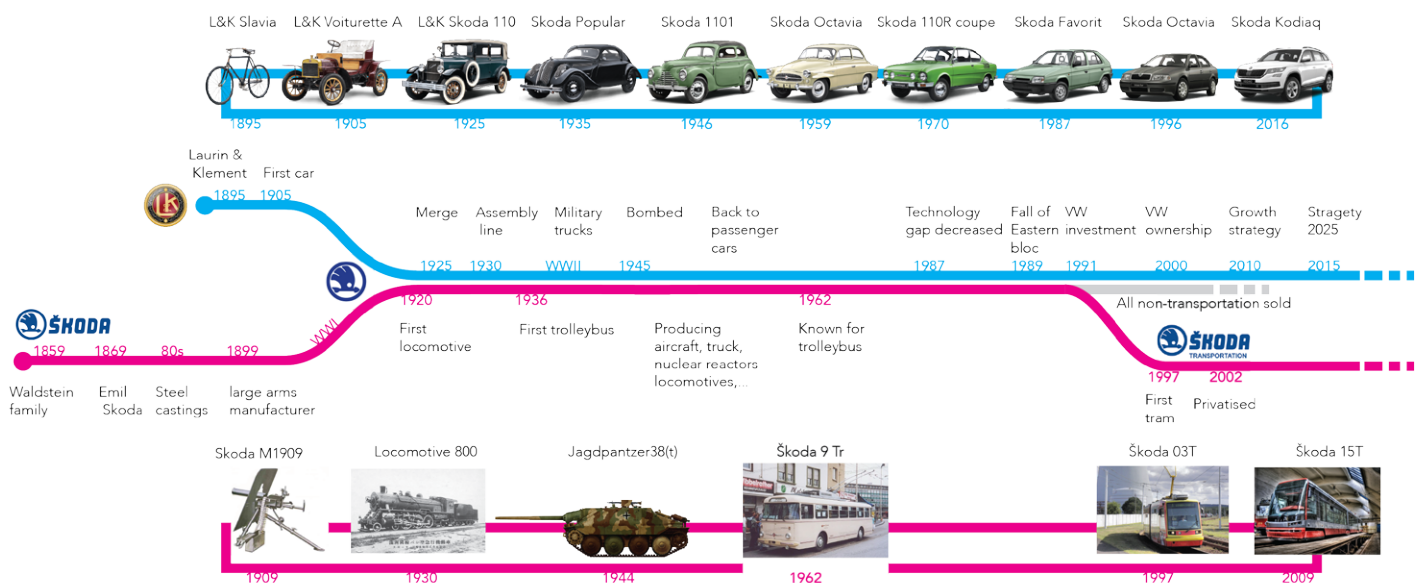 L&K Slavia
L&K Voiturette A
L&K Skoda 110
Skoda Popular
Skoda 1101
Skoda Octavia
Skoda 110R coupe
Skoda Favorit
Skoda Octavia
Skoda Kodiaq
1895
1905
1925
1935
1946
1959
1970
1987
1996
2016
Laurin &
Klement
First car
1895
1905
LK
Merge
Assembly
line
Military
trucks
Bombed
Back to
passenger
cars
Technology
gap decreased
Fall of
Eastern
bloc
VW
investment
VW
ownership
Growth
strategy
Stragety
2025
1925
1930
WWII
1945
1987
1989
1991
2000
2010
2015
1920
1936
1962
All non-transportation sold
WWI
First
locomotive
First trolleybus
Producing
aircraft, truck,
nuclear reactors
locomotives,...
Known for
trolleybus
ŠKODA
1859
1869
80s
1899
Waldstein
family
Emil
Skoda
Steel
castings
large arms
manufacturer
ŠKODA
TRANSPORTATION
1997
2002
First
tram
Privatised
Skoda M1909
Locomotive 800
Jagdpantzer38(t)
Škoda 9 Tr
Škoda 03T
Škoda 15T
1909
1930
1944
1962
1997
2009